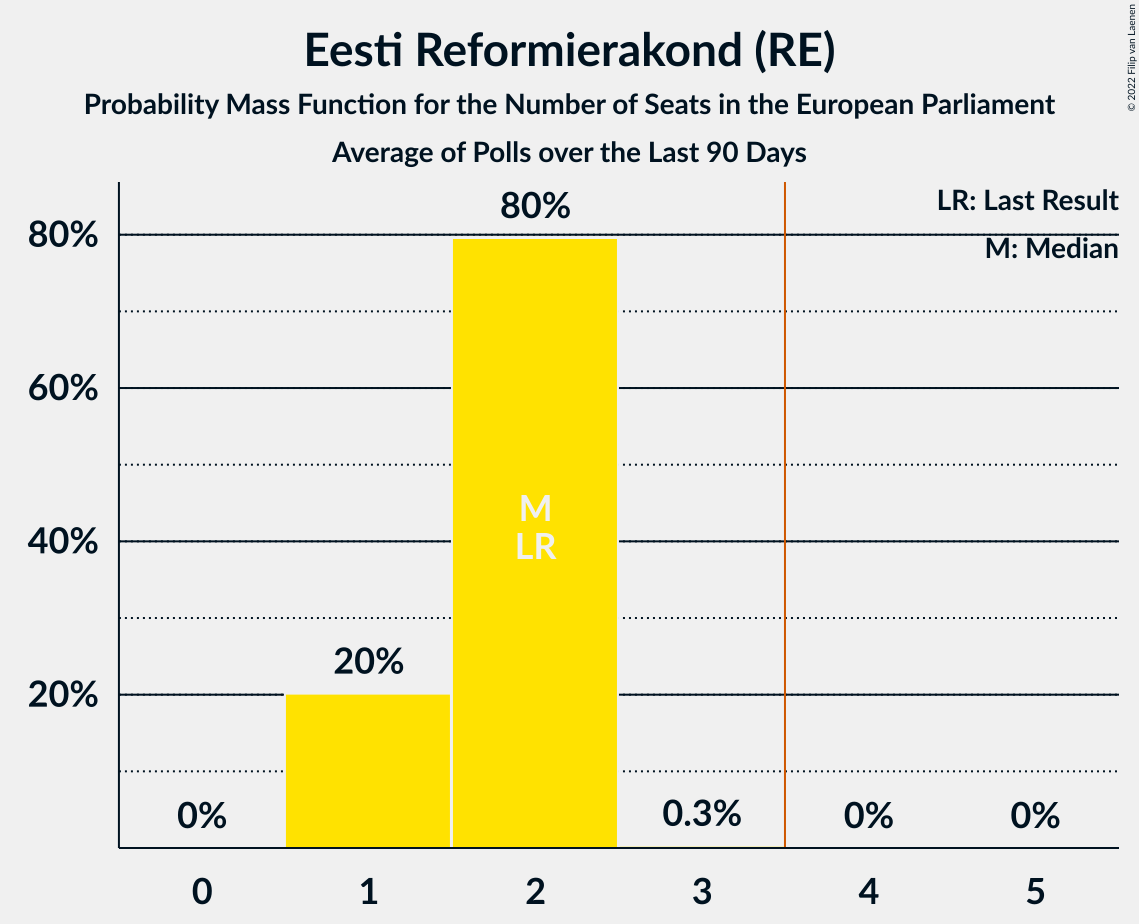 Eesti Reformierakond (RE)
Probability Mass Function for the Number of Seats in the European Parliament
Average of Polls over the Last 90 Days
© 2022 Filip van Laenen
LR: Last Result
M: Median
80%
60%
40%
20%
0%
20%
80%
M
LR
0.3%
0%
0%
0 1 2 3 4 5